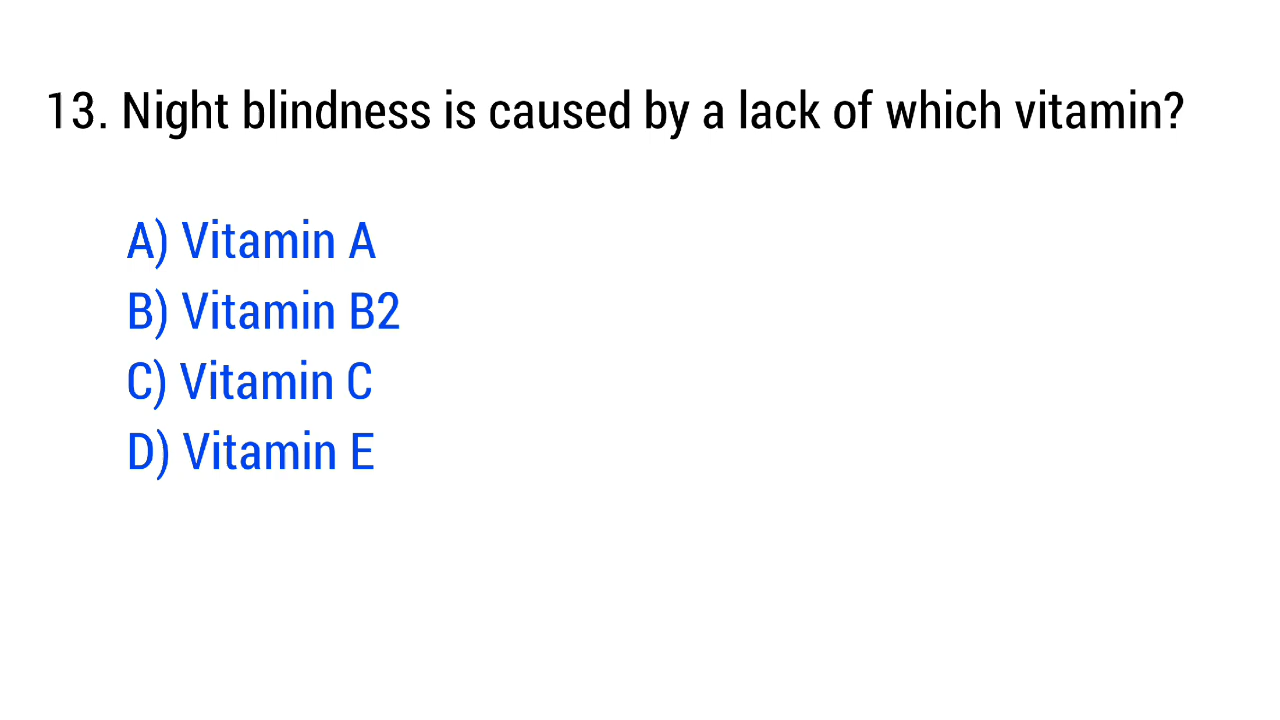 13. Night blindness is caused by a lack of which vitamin?
A) Vitamin A
B) Vitamin B2
C) Vitamin C
D) Vitamin E